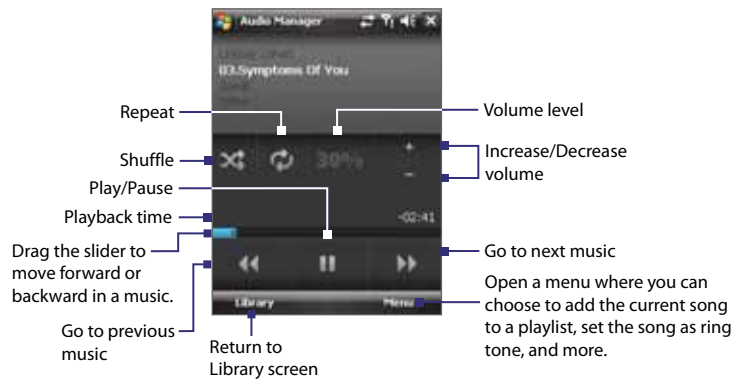 Audio Manager
03.Symptoms Of You
Repeat
Volume level
30%
+
Increase/Decrease
volume
Shuffle
−
Play/Pause
Playback time
-02:41
Drag the slider to
move forward or
backward in a music.
Go to next music
Open a menu where you can
choose to add the current song
to a playlist, set the song as ring
tone, and more.
Library
Menu
Go to previous
music
Return to
Library screen